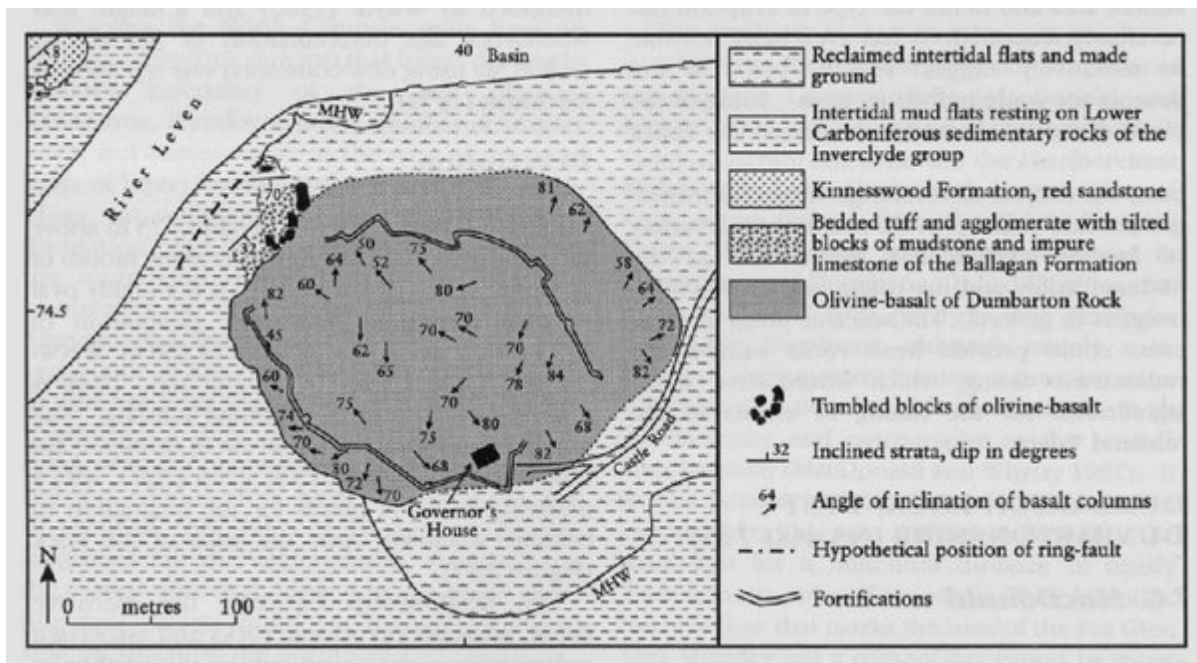 40
Basin
8
River Leven
MHW
70
32
81
62
58
64
72
82
50
75
64
52
60
80
82
45
70
70
62
65
70
78
84
60
75
70
80
74
75
70
80
68
72
70
68
82
74.5
Castle Road
Governor's
House
MHW
N
0 metres 100
Reclaimed intertidal flats and made
ground
Intertidal mud flats resting on Lower
Carboniferous sedimentary rocks of the
Inverclyde group
Kinnesswood Formation, red sandstone
Bedded tuff and agglomerate with tilted
blocks of mudstone and impure
limestone of the Ballagan Formation
Olivine-basalt of Dumbarton Rock
Tumbled blocks of olivine-basalt
32 Inclined strata, dip in degrees
64 Angle of inclination of basalt columns
Hypothetical position of ring-fault
Fortifications